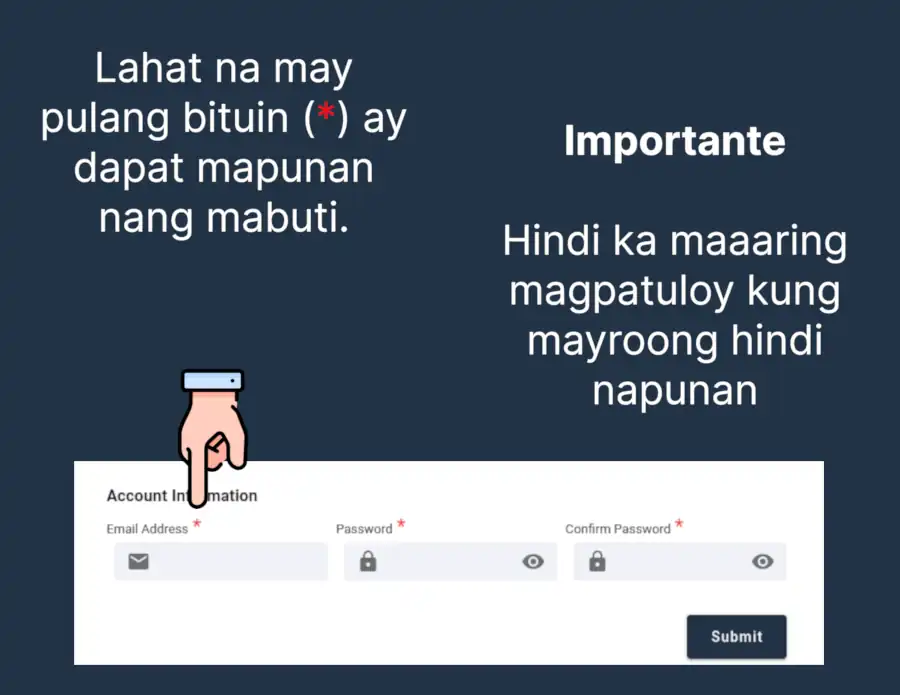 Lahat na may
pulang bituin (*) ay
dapat mapunan
nang mabuti.
Importante
Hindi ka maaaring
magpatuloy kung
mayroong hindi
napunan
Account In mation
Email Address *
Password *
Confirm Password *
Submit